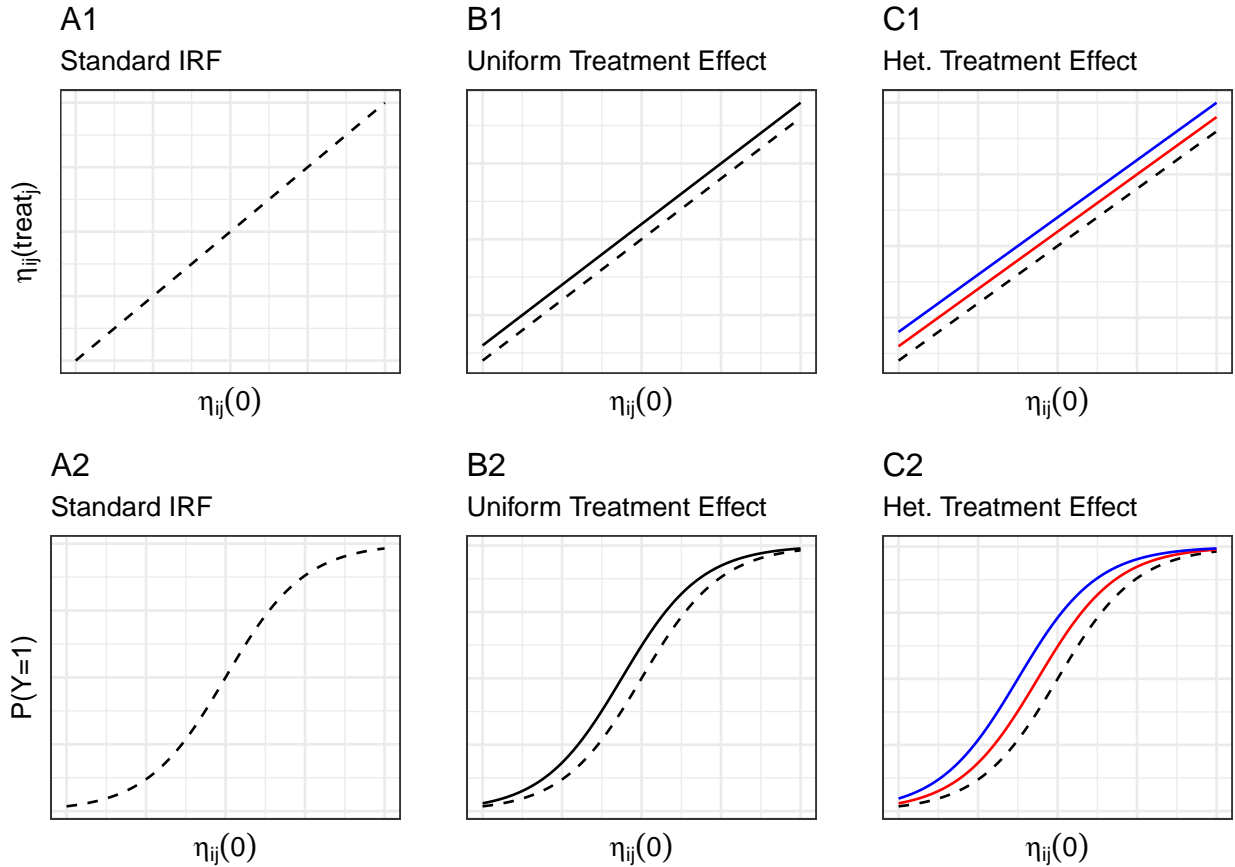 A1
Standard IRF
B1
Uniform Treatment Effect
C1
Het. Treatment Effect
ηij(treatj)
ηij(0)
ηij(0)
ηij(0)
A2
Standard IRF
B2
Uniform Treatment Effect
C2
Het. Treatment Effect
P(Y=1)
ηij(0)
ηij(0)
ηij(0)